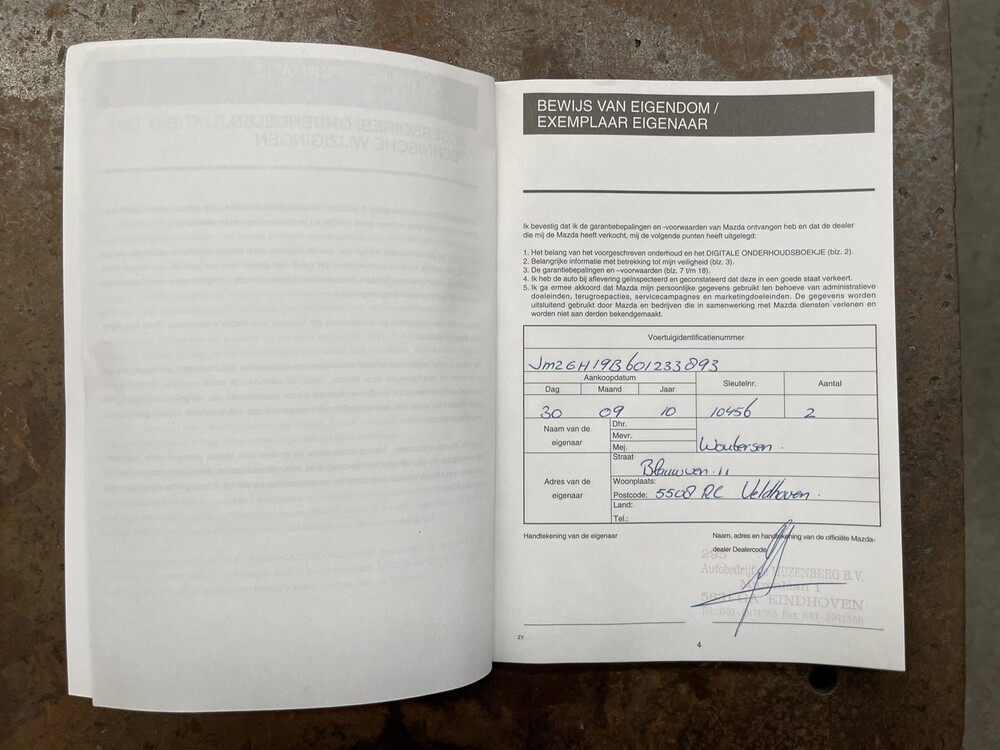 BEWIJS VAN EIGENDOM /
EXEMPLAAR EIGENAAR
Ik bevestig dat ik de garantiebepalingen en -voorwaarden van Mazda ontvangen heb en dat de dealer
die mij de Mazda heeft verkocht, mij de volgende punten heeft uitgelegd:
1. Het belang van het voorgeschreven onderhoud en het DIGITALE ONDERHOUDSBOEKJE (blz. 2).
2. Belangrijke informatie met betrekking tot mijn veiligheid (blz. 3).
3. De garantiebepalingen en –voorwaarden (blz. 7 t/m 18).
4. Ik heb de auto bij aflevering geïnspecteerd en geconstateerd dat deze in een goede staat verkeert.
5. Ik ga ermee akkoord dat Mazda mijn persoonlijke gegevens gebruikt ten behoeve van administratieve
doeleinden, terugroepacties, servicecampagnes en marketingdoeleinden. De gegevens worden
uitsluitend gebruikt door Mazda en bedrijven die in samenwerking met Mazda diensten verlenen en
worden niet aan derden bekendgemaakt.
Voertuigidentificatienummer
Jm2GH19B601233893
Aankoopdatum Sleutelnr. Aantal
Dag Maand Jaar
30 09 10 10456 2
Naam van de eigenaar
Dhr.
Mevr.
Mej. Woutersen.
Adres van de eigenaar
Straat Blauwven 11
Woonplaats:
Postcode: 5508 RC Veldhoven.
Land:
Tel.:
Handtekening van de eigenaar
Naam, adres en handtekening van de officiële Mazda-
dealer Dealercode
Autobedrijf MUZENBERG B.V.
EINDHOVEN
ZY
4